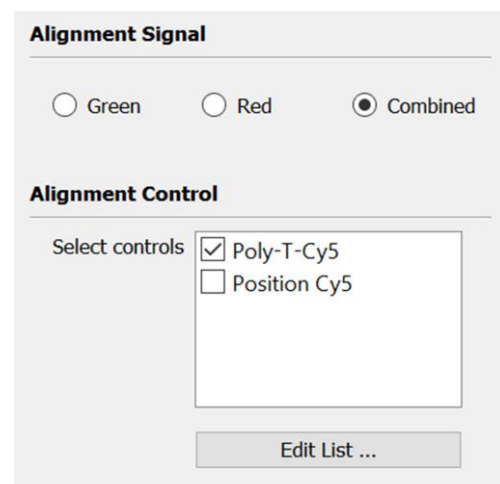 Alignment Signal
Green Red Combined
Alignment Control
Select controls Poly-T-Cy5
Position Cy5
Edit List ...